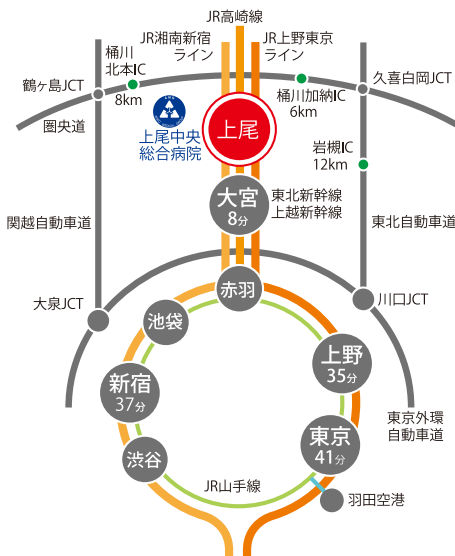 JR高崎線
JR湘南新宿
ライン
JR上野東京
ライン
桶川
北本IC
8km
鶴ヶ島JCT
圏央道
桶川加納IC
6km
久喜白岡JCT
上尾
上尾中央
総合病院
岩槻IC
12km
大宮
8分
東北新幹線
上越新幹線
関越自動車道
東北自動車道
赤羽
大泉JCT
川口JCT
池袋
上野
35分
新宿
37分
東京
41分
東京外環
自動車道
渋谷
JR山手線
羽田空港